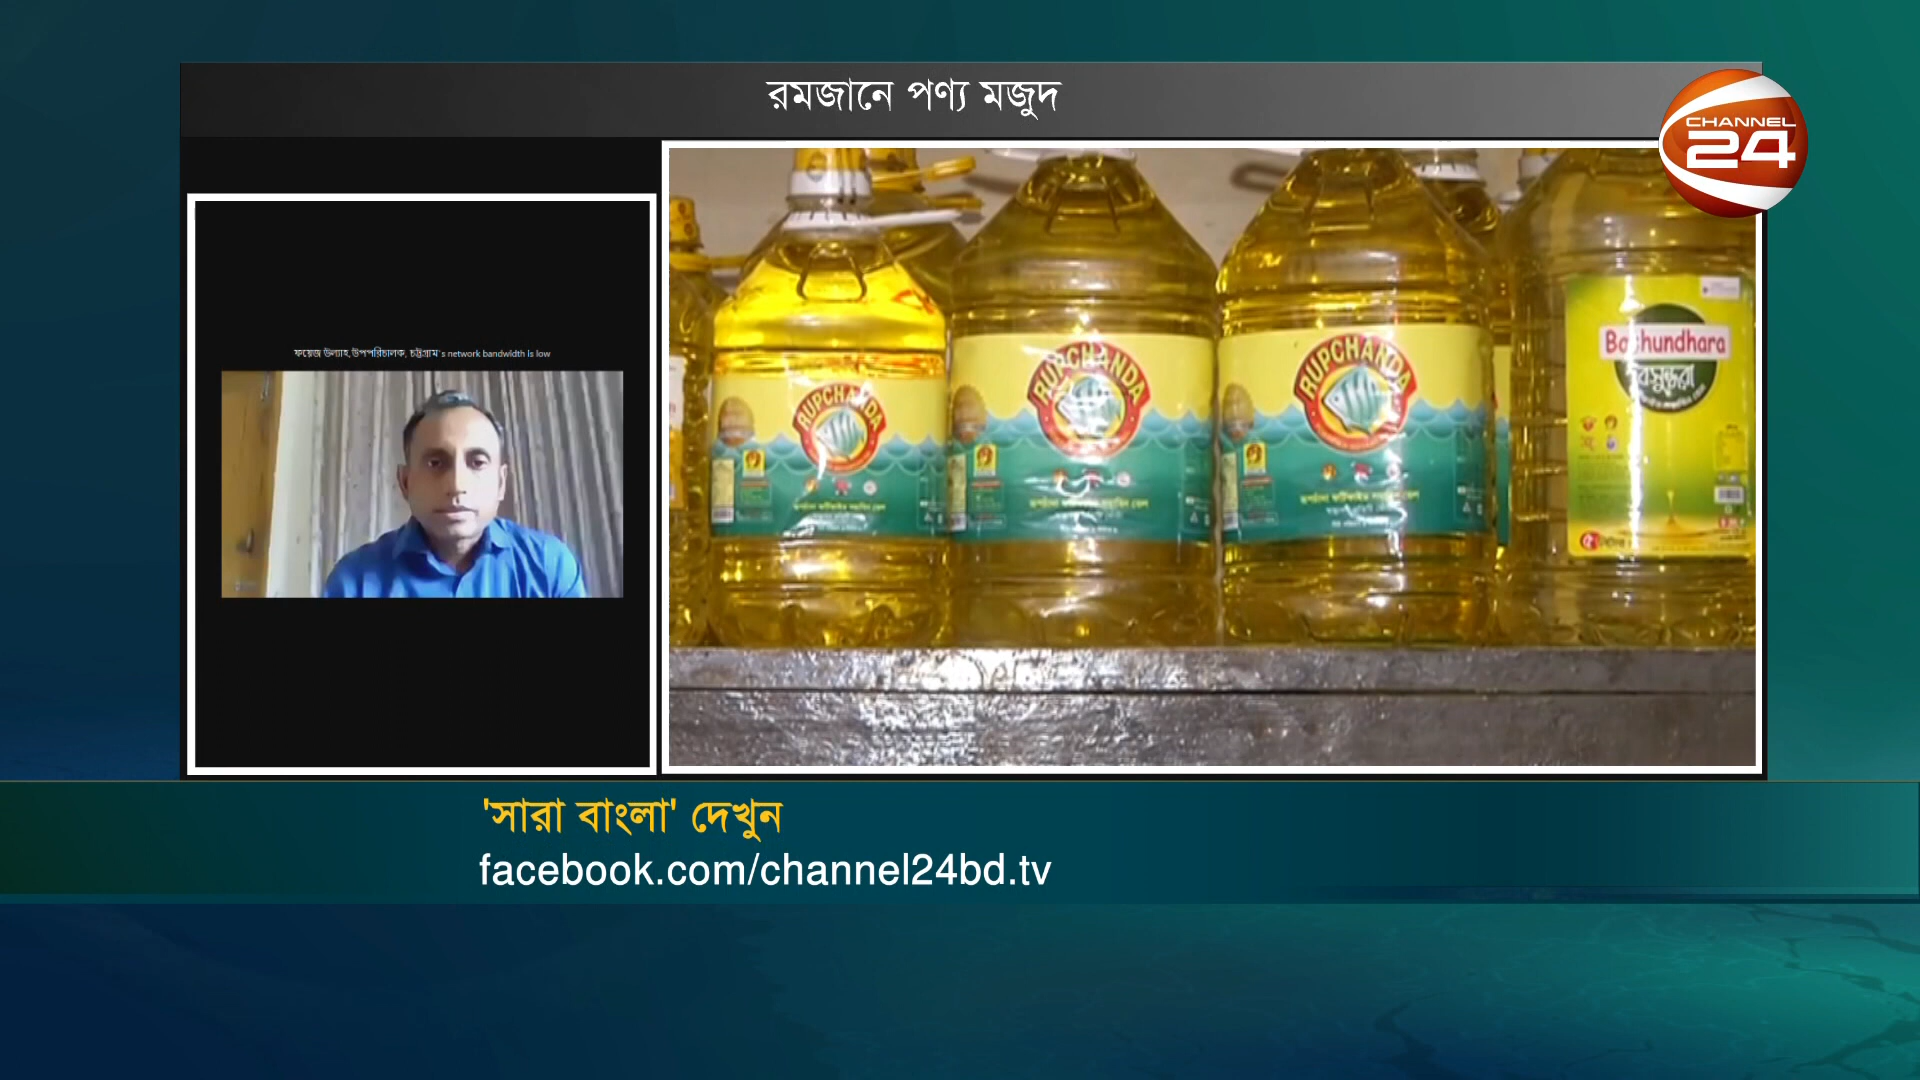 রমজানে পণ্য মজুদ
CHANNEL
24
ফয়েজ উল্যাহ, উপপরিচালক, চট্টগ্রাম's network bandwidth is low
RUPCHANDA
RUPCHANDA
RUPCHANDA
Bashundhara
বসুন্ধরা
'সারা বাংলা' দেখুন
facebook.com/channel24bd.tv